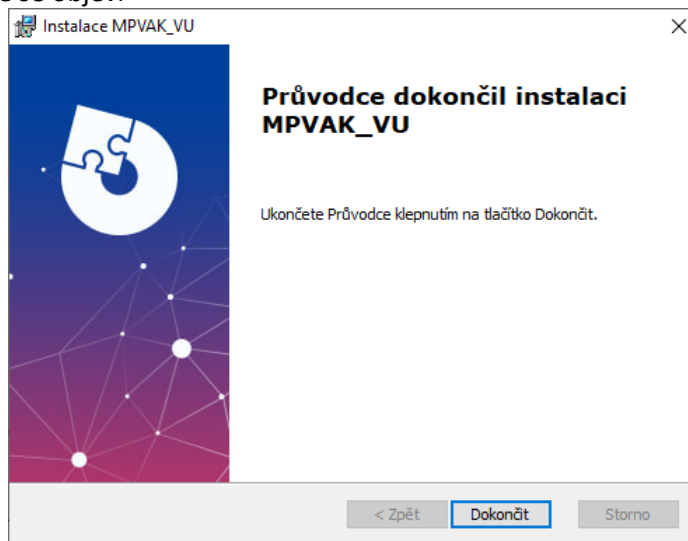 Instalace MPVAK_VU
Průvodce dokončil instalaci
MPVAK_VU
Ukončete Průvodce klepnutím na tlačítko Dokončit.
< Zpět Dokončit Storno